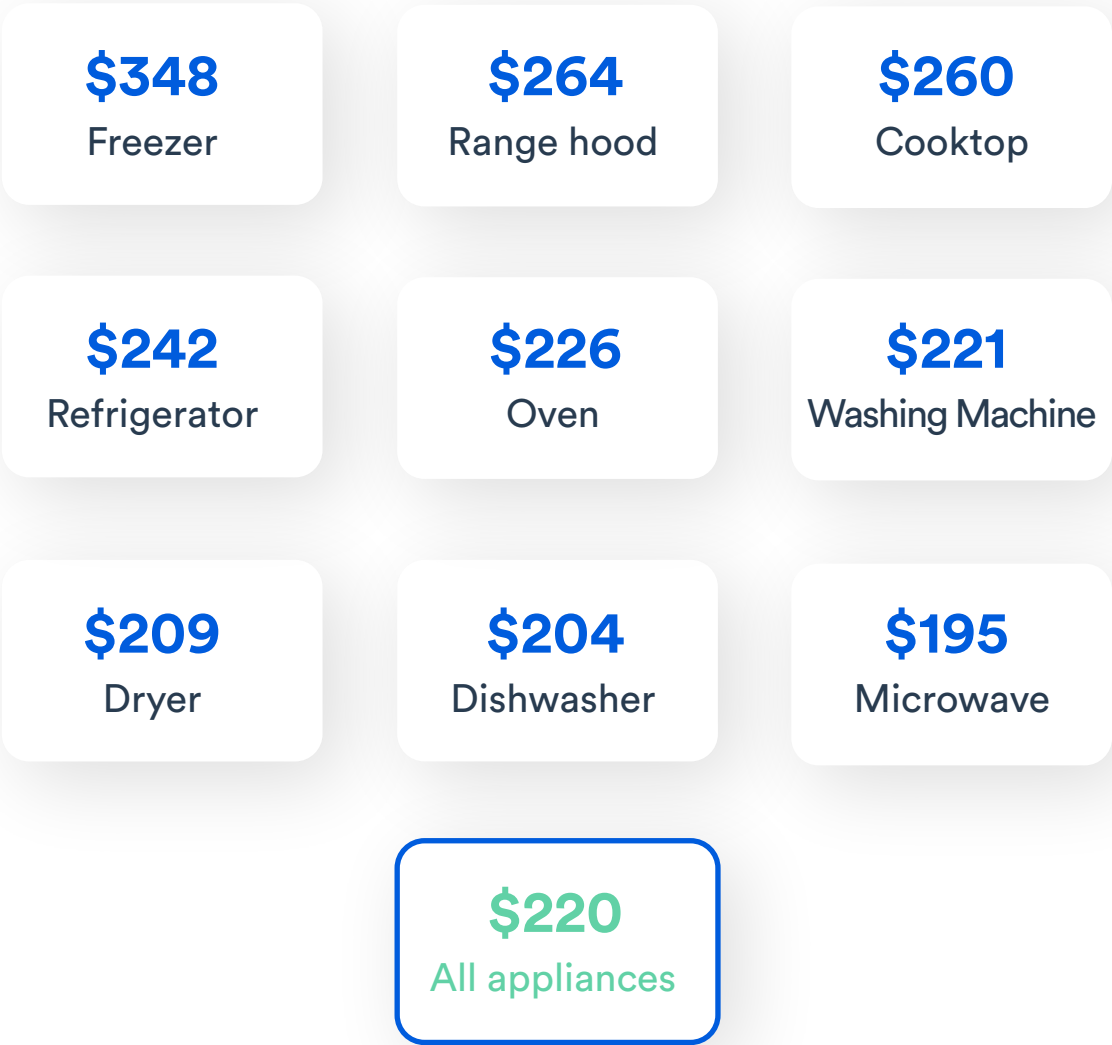 $348
Freezer
$264
Range hood
$260
Cooktop
$242
Refrigerator
$226
Oven
$221
Washing Machine
$209
Dryer
$204
Dishwasher
$195
Microwave
$220
All appliances